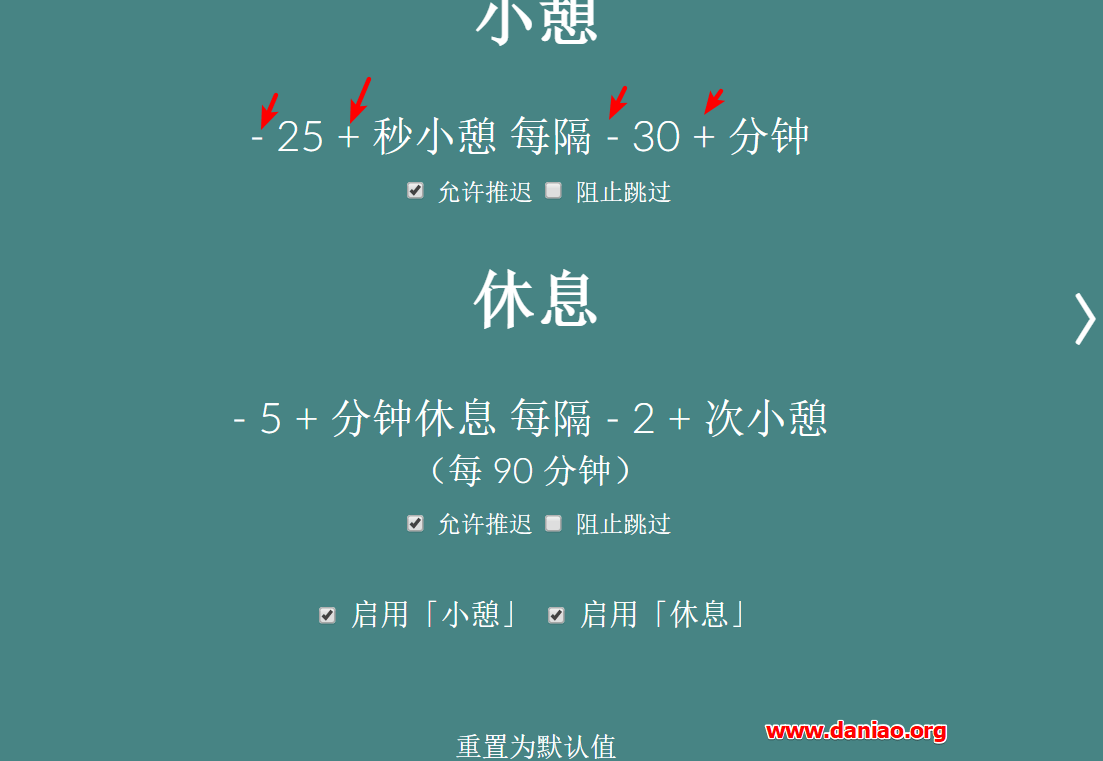 小憩
- 25 + 秒小憩 每隔 - 30 + 分钟
允许推迟 阻止跳过
休息
- 5 + 分钟休息 每隔 - 2 + 次小憩
（每 90 分钟）
允许推迟 阻止跳过
启用「小憩」 启用「休息」
www.daniao.org
重置为默认值